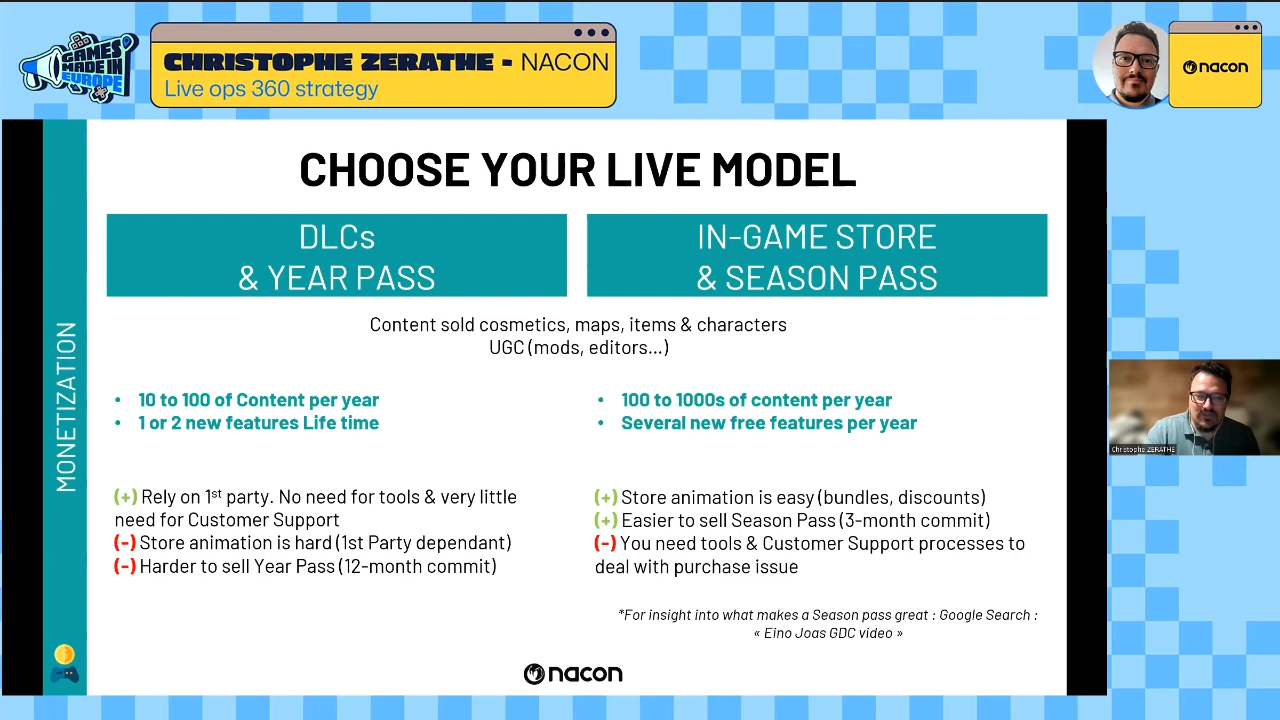 GAMES
MADE IN
EUROPE
CHRISTOPHE ZERATHE - NACON
Live ops 360 strategy
nacon
CHOOSE YOUR LIVE MODEL
MONETIZATION
DLCs
& YEAR PASS
IN-GAME STORE
& SEASON PASS
Content sold cosmetics, maps, items & characters
UGC (mods, editors...)
• 10 to 100 of Content per year
• 1 or 2 new features Life time
• 100 to 1000s of content per year
• Several new free features per year
(+) Rely on 1st party. No need for tools & very little
need for Customer Support
(-) Store animation is hard (1st Party dependant)
(-) Harder to sell Year Pass (12-month commit)
(+) Store animation is easy (bundles, discounts)
(+) Easier to sell Season Pass (3-month commit)
(-) You need tools & Customer Support processes to
deal with purchase issue
*For insight into what makes a Season pass great : Google Search :
« Eino Joas GDC video »
nacon
Christophe ZERATHE